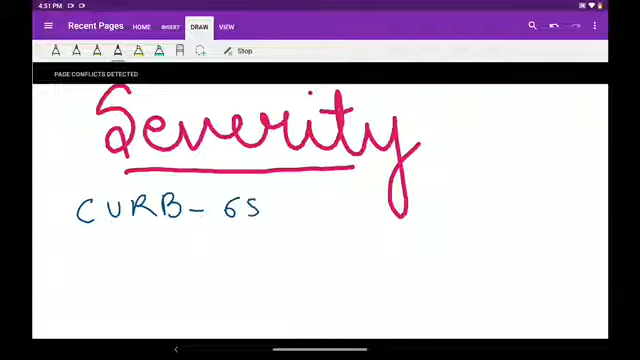 4:51 PM
Recent Pages HOME INSERT DRAW VIEW
Stop
PAGE CONFLICTS DETECTED
Severity
CURB - 65